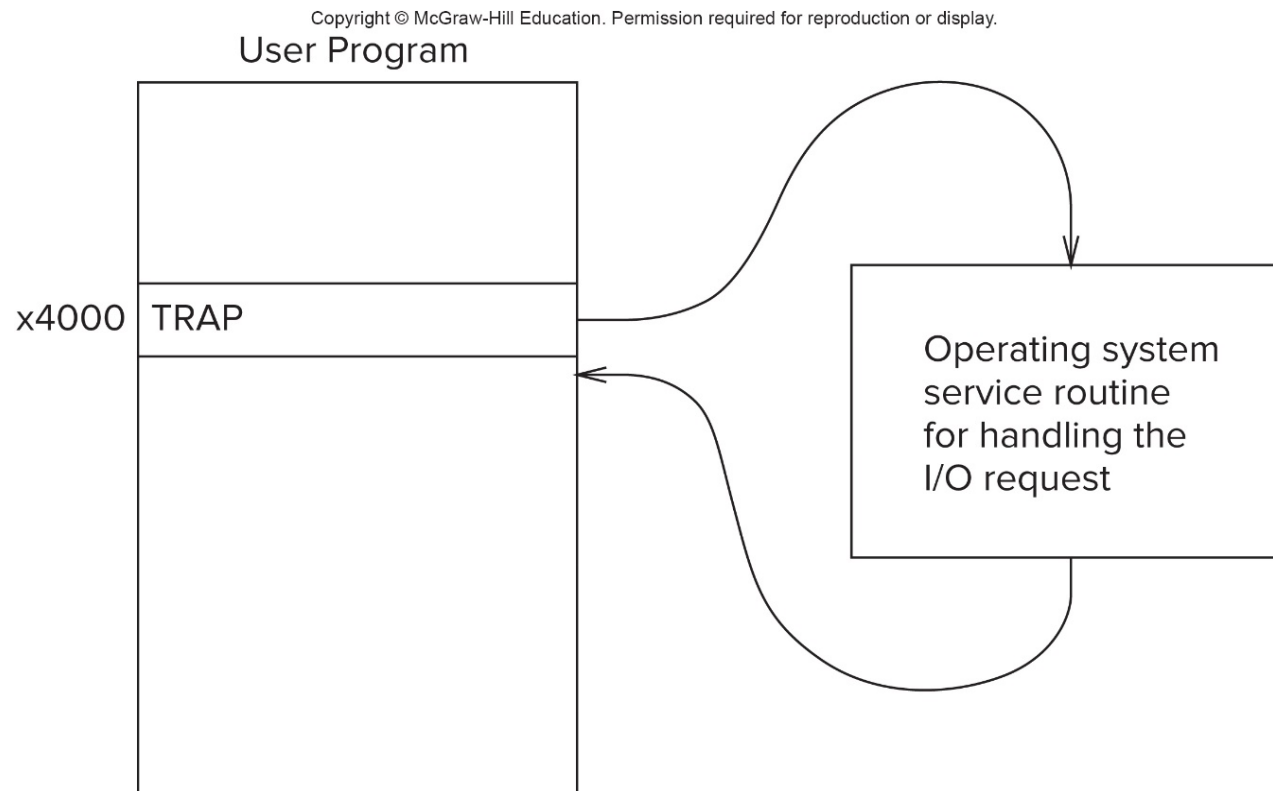 Copyright © McGraw-Hill Education. Permission required for reproduction or display.
User Program
x4000 TRAP
Operating system
service routine
for handling the
I/O request